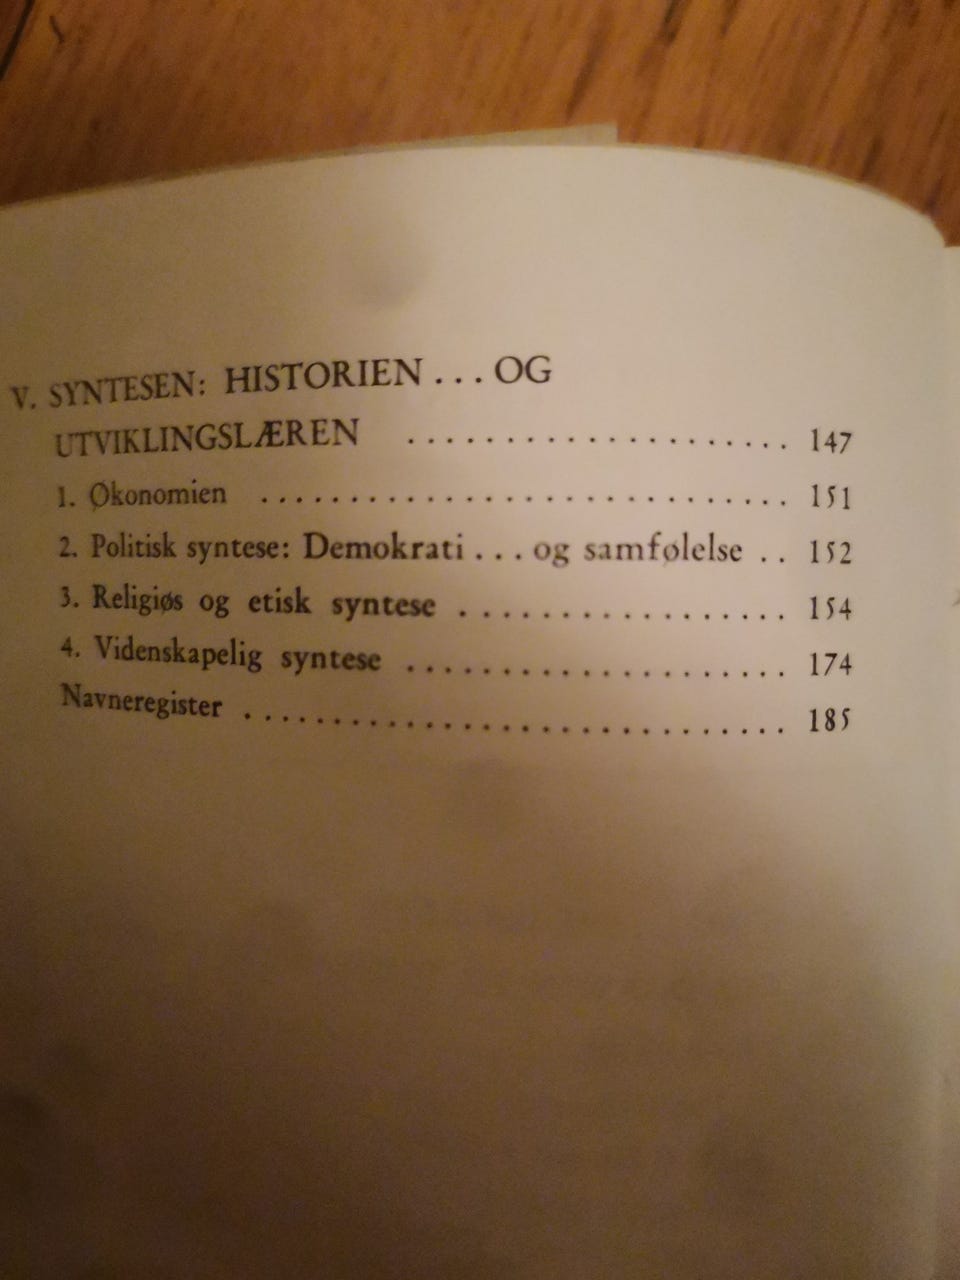 V. SYNTESEN: HISTORIEN ... OG
UTVIKLINGSLÆREN .................... 147
1. Økonomien ............................ 151
2. Politisk syntese: Demokrati ... og samfølelse .. 152
3. Religiøs og etisk syntese ................. 154
4. Videnskapelig syntese .................... 174
Navneregister ............................. 185